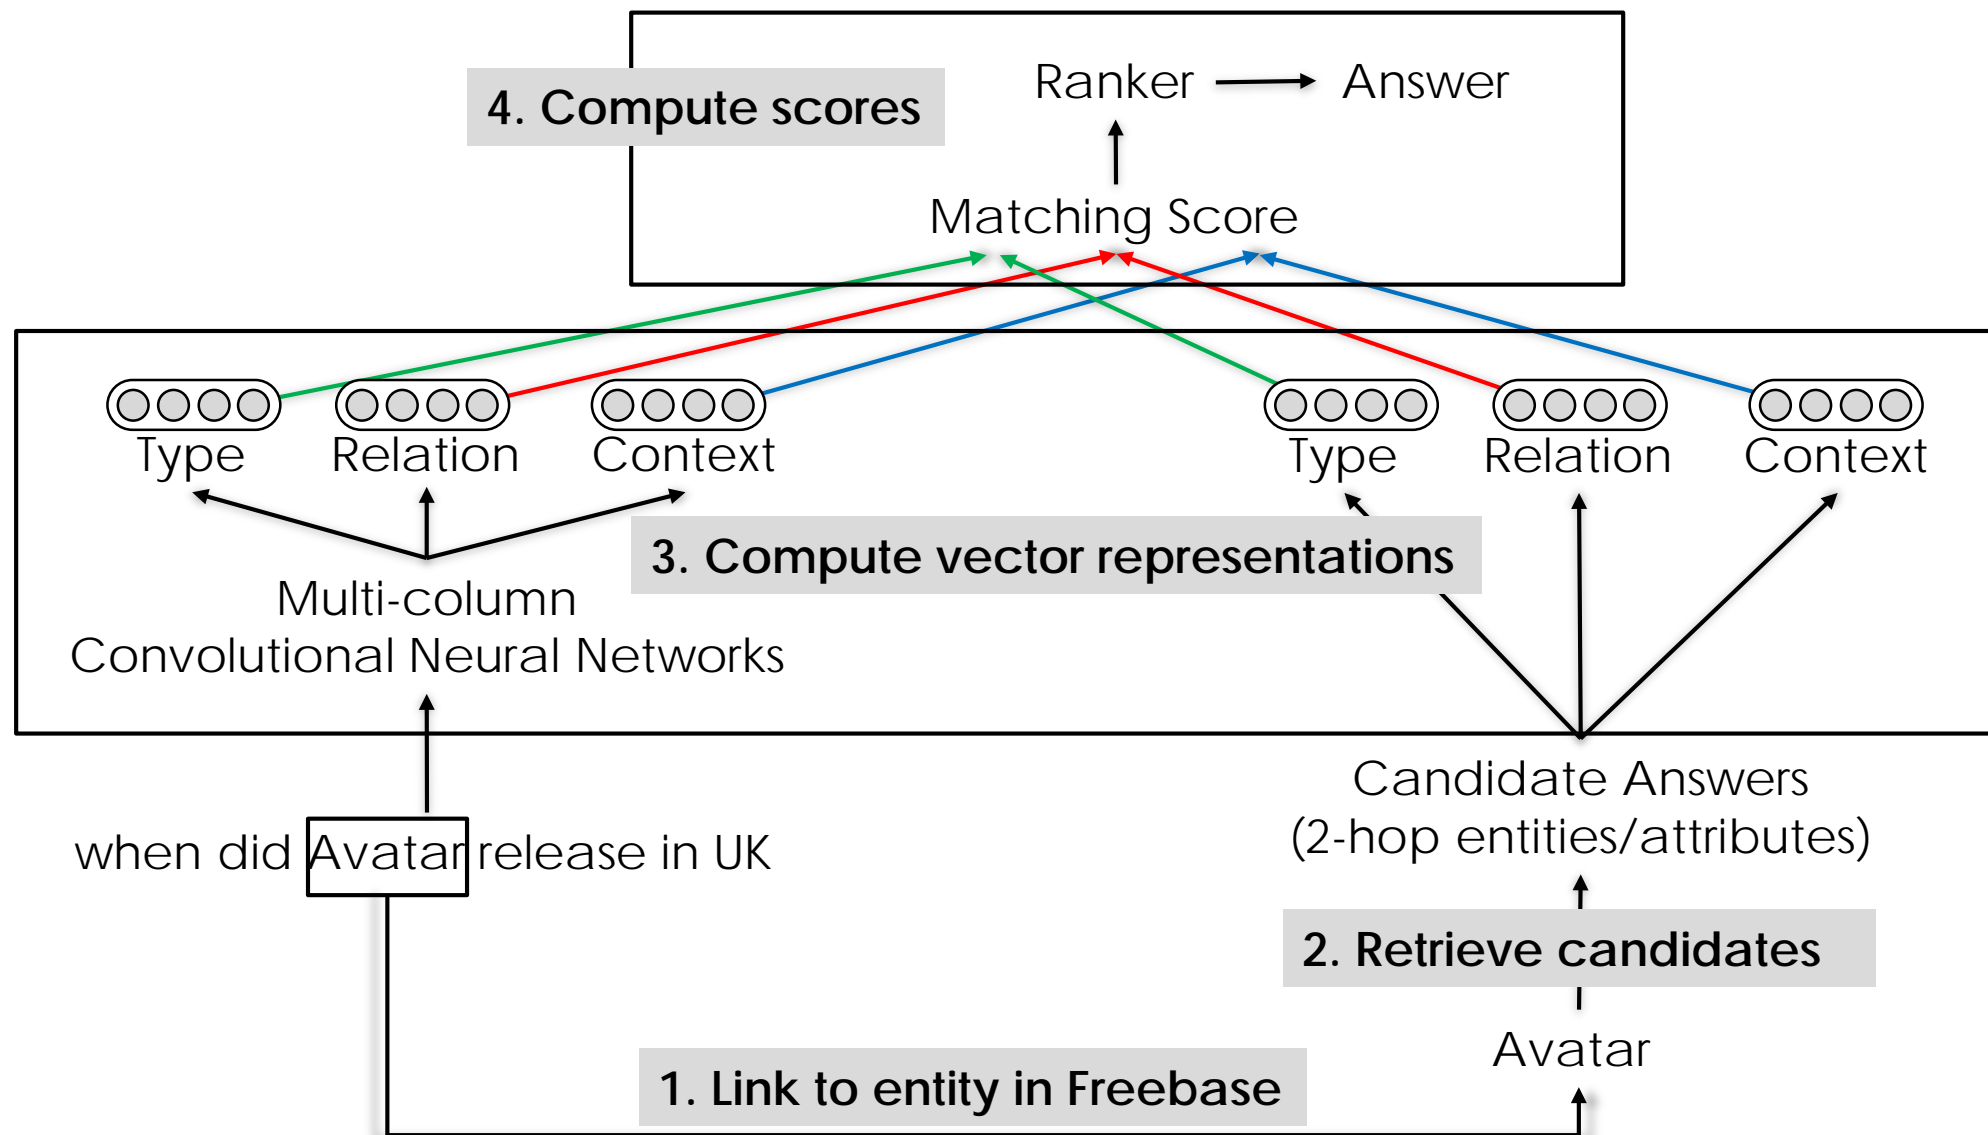 4. Compute scores
Ranker
Answer
Matching Score
Type
Relation
Context
Type
Relation
Context
3. Compute vector representations
Multi-column
Convolutional Neural Networks
Candidate Answers
(2-hop entities/attributes)
when did Avatar release in UK
2. Retrieve candidates
Avatar
1. Link to entity in Freebase